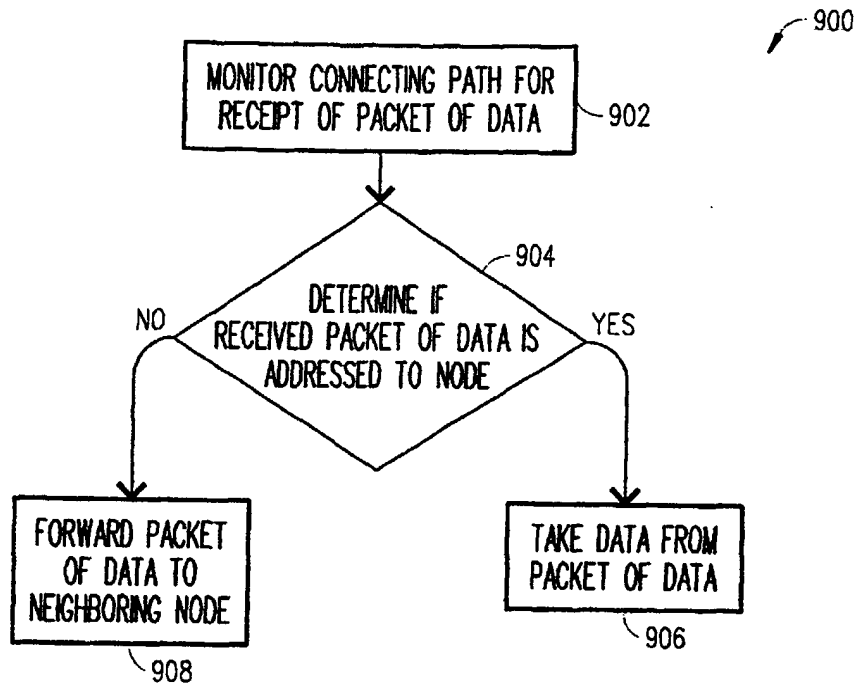 900
MONITOR CONNECTING PATH FOR
RECEIPT OF PACKET OF DATA
902
904
DETERMINE IF
RECEIVED PACKET OF DATA IS
ADDRESSED TO NODE
NO
YES
FORWARD PACKET
OF DATA TO
NEIGHBORING NODE
908
TAKE DATA FROM
PACKET OF DATA
906